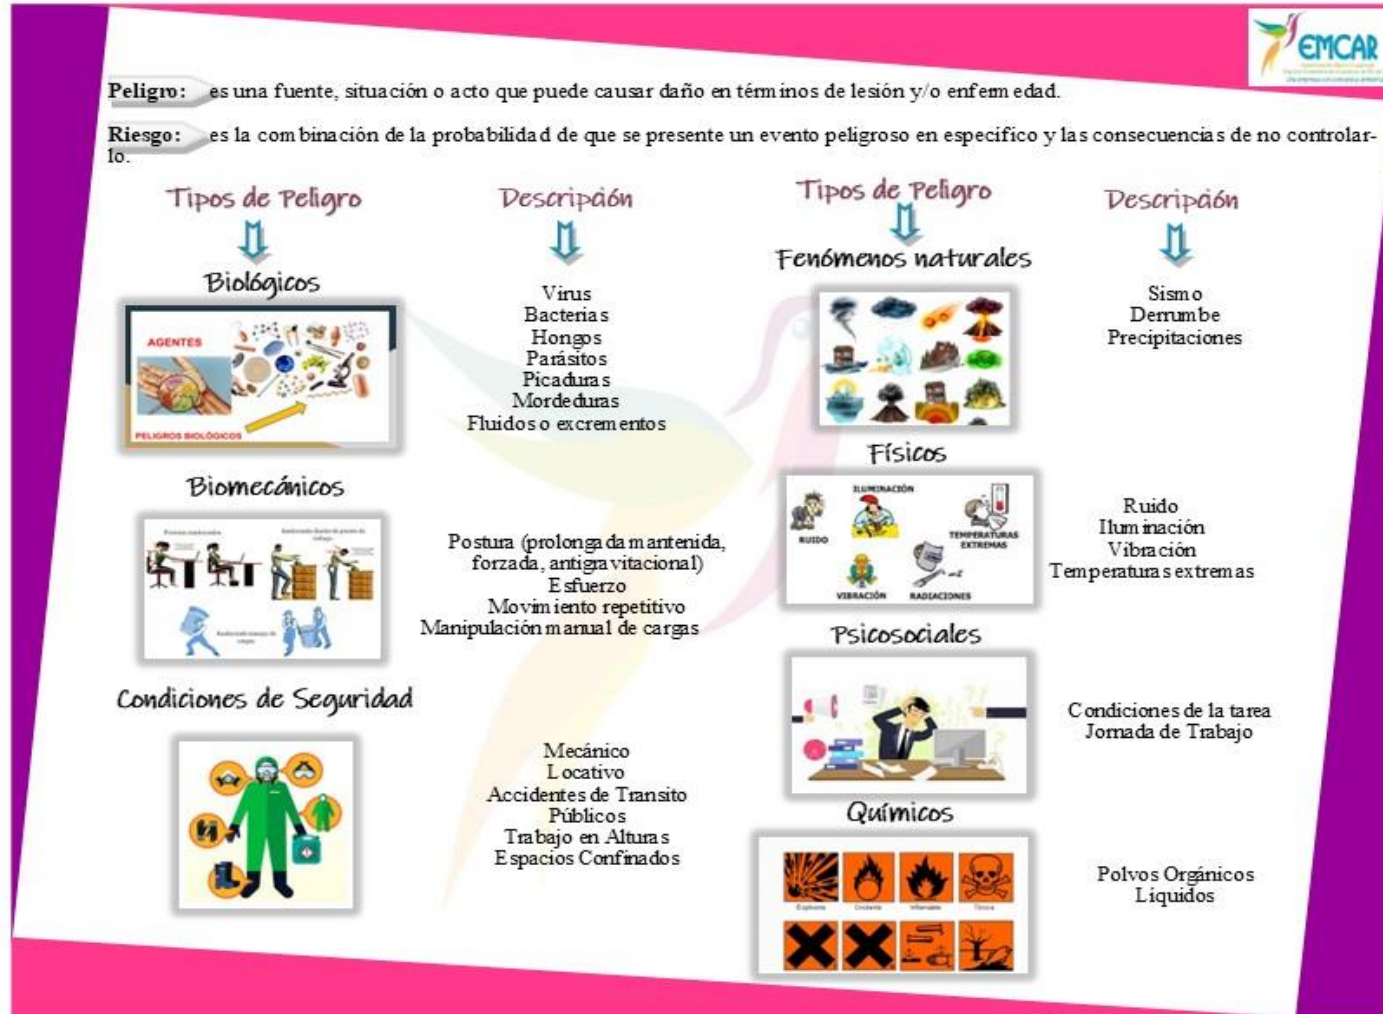 EMCAR
Peligro: es una fuente, situación o acto que puede causar daño en términos de lesión y/o enfermedad.
Riesgo: es la combinación de la probabilidad de que se presente un evento peligroso en especifico y las consecuencias de no controlar-
lo.
Tipos de Peligro
Descripción
Biológicos
AGENTES
PELIGROS BIOLÓGICOS
Virus
Bacterias
Hongos
Parásitos
Picaduras
Mordeduras
Fluidos o excrementos
Biomecánicos
Postura (prolongada mantenida,
forzada, antigravitacional)
Esfuerzo
Movimiento repetitivo
Manipulación manual de cargas
Condiciones de Seguridad
Mecánico
Locativo
Accidentes de Transito
Públicos
Trabajo en Alturas
Espacios Confinados
Tipos de Peligro
Descripción
Fenómenos naturales
Sismo
Derrumbe
Precipitaciones
Físicos
ILUMINACIÓN
RUIDO
TEMPERATURAS
EXTREMAS
VIBRACIÓN
RADIACIONES
Ruido
Iluminación
Vibración
Temperaturas extremas
Psicosociales
Condiciones de la tarea
Jornada de Trabajo
Químicos
Polvos Orgánicos
Líquidos